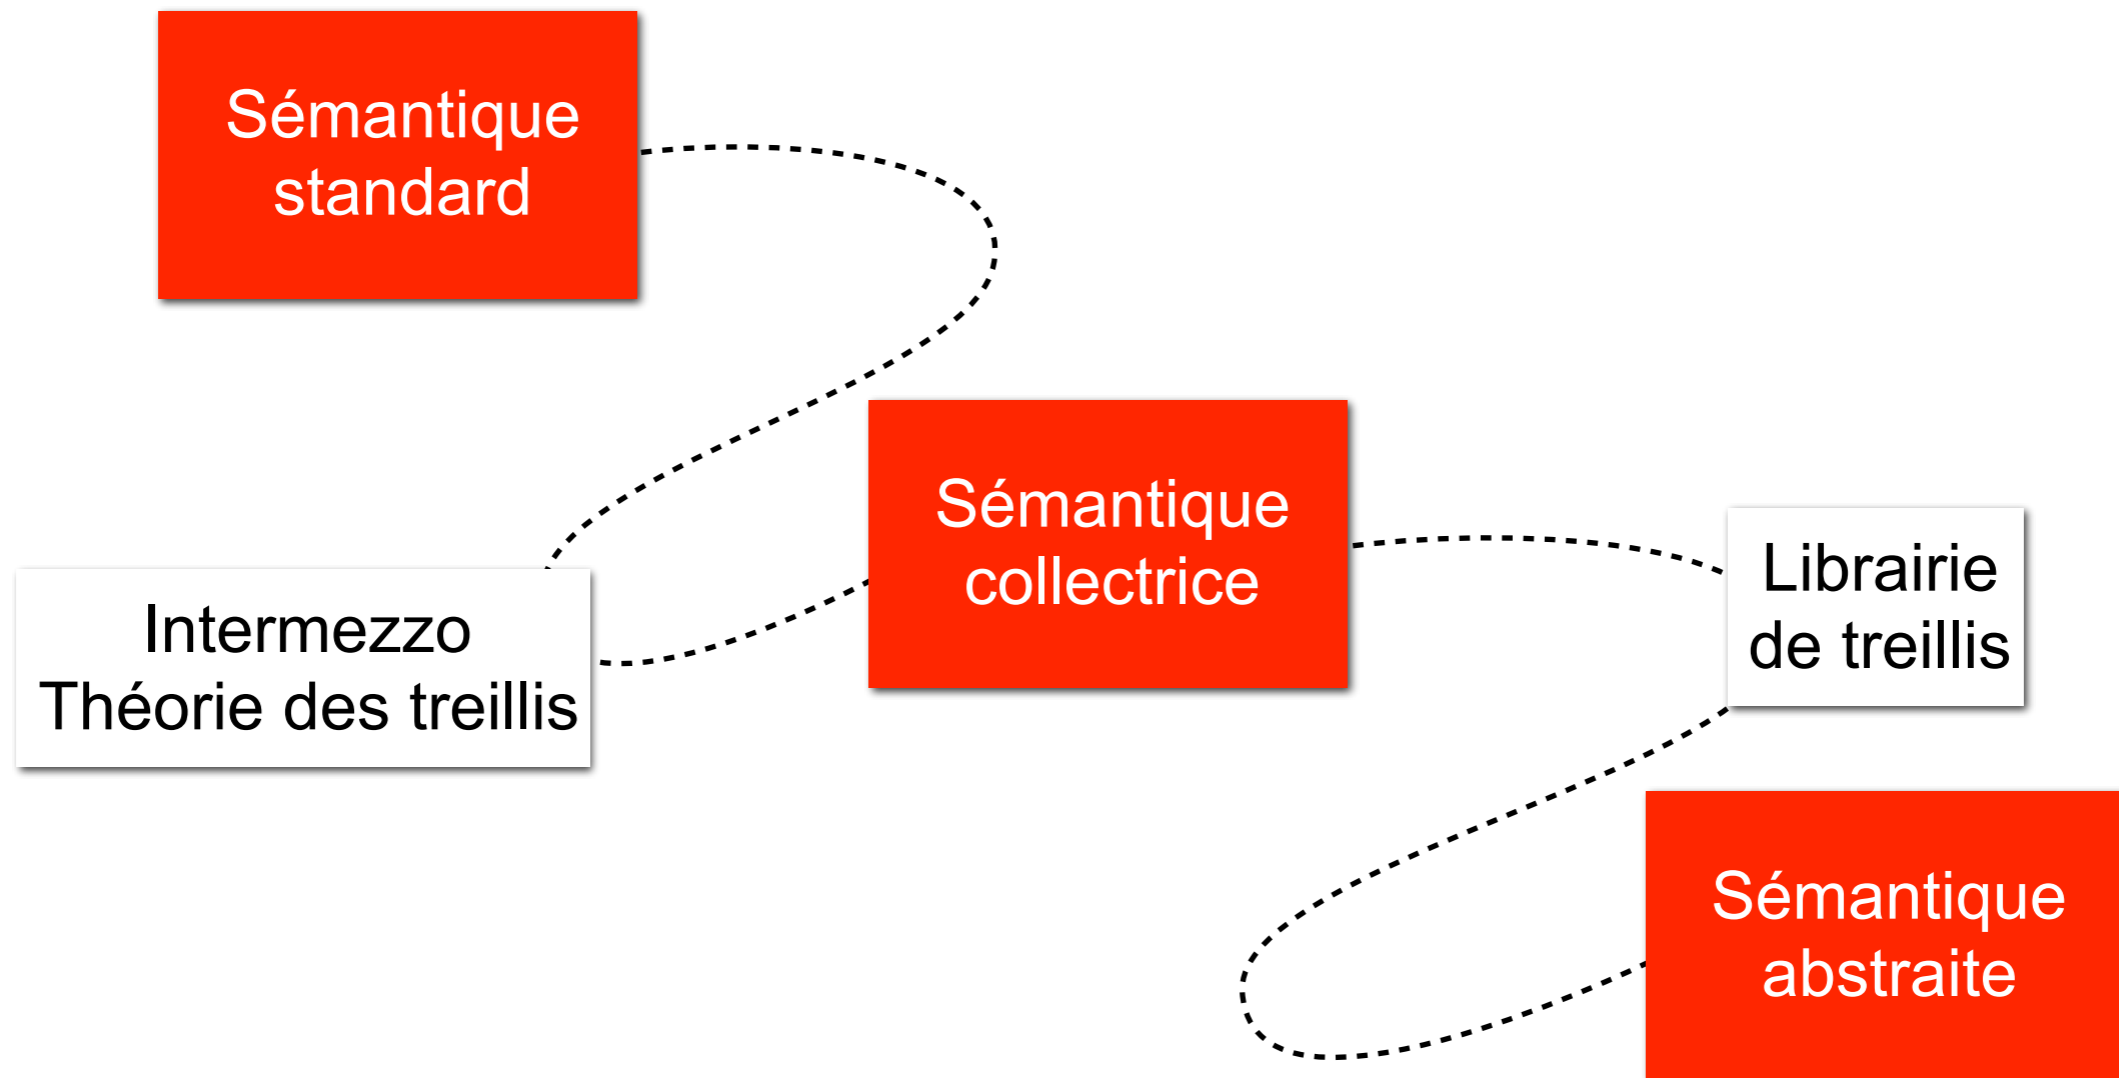 Sémantique
standard
Intermezzo
Théorie des treillis
Sémantique
collectrice
Librairie
de treillis
Sémantique
abstraite